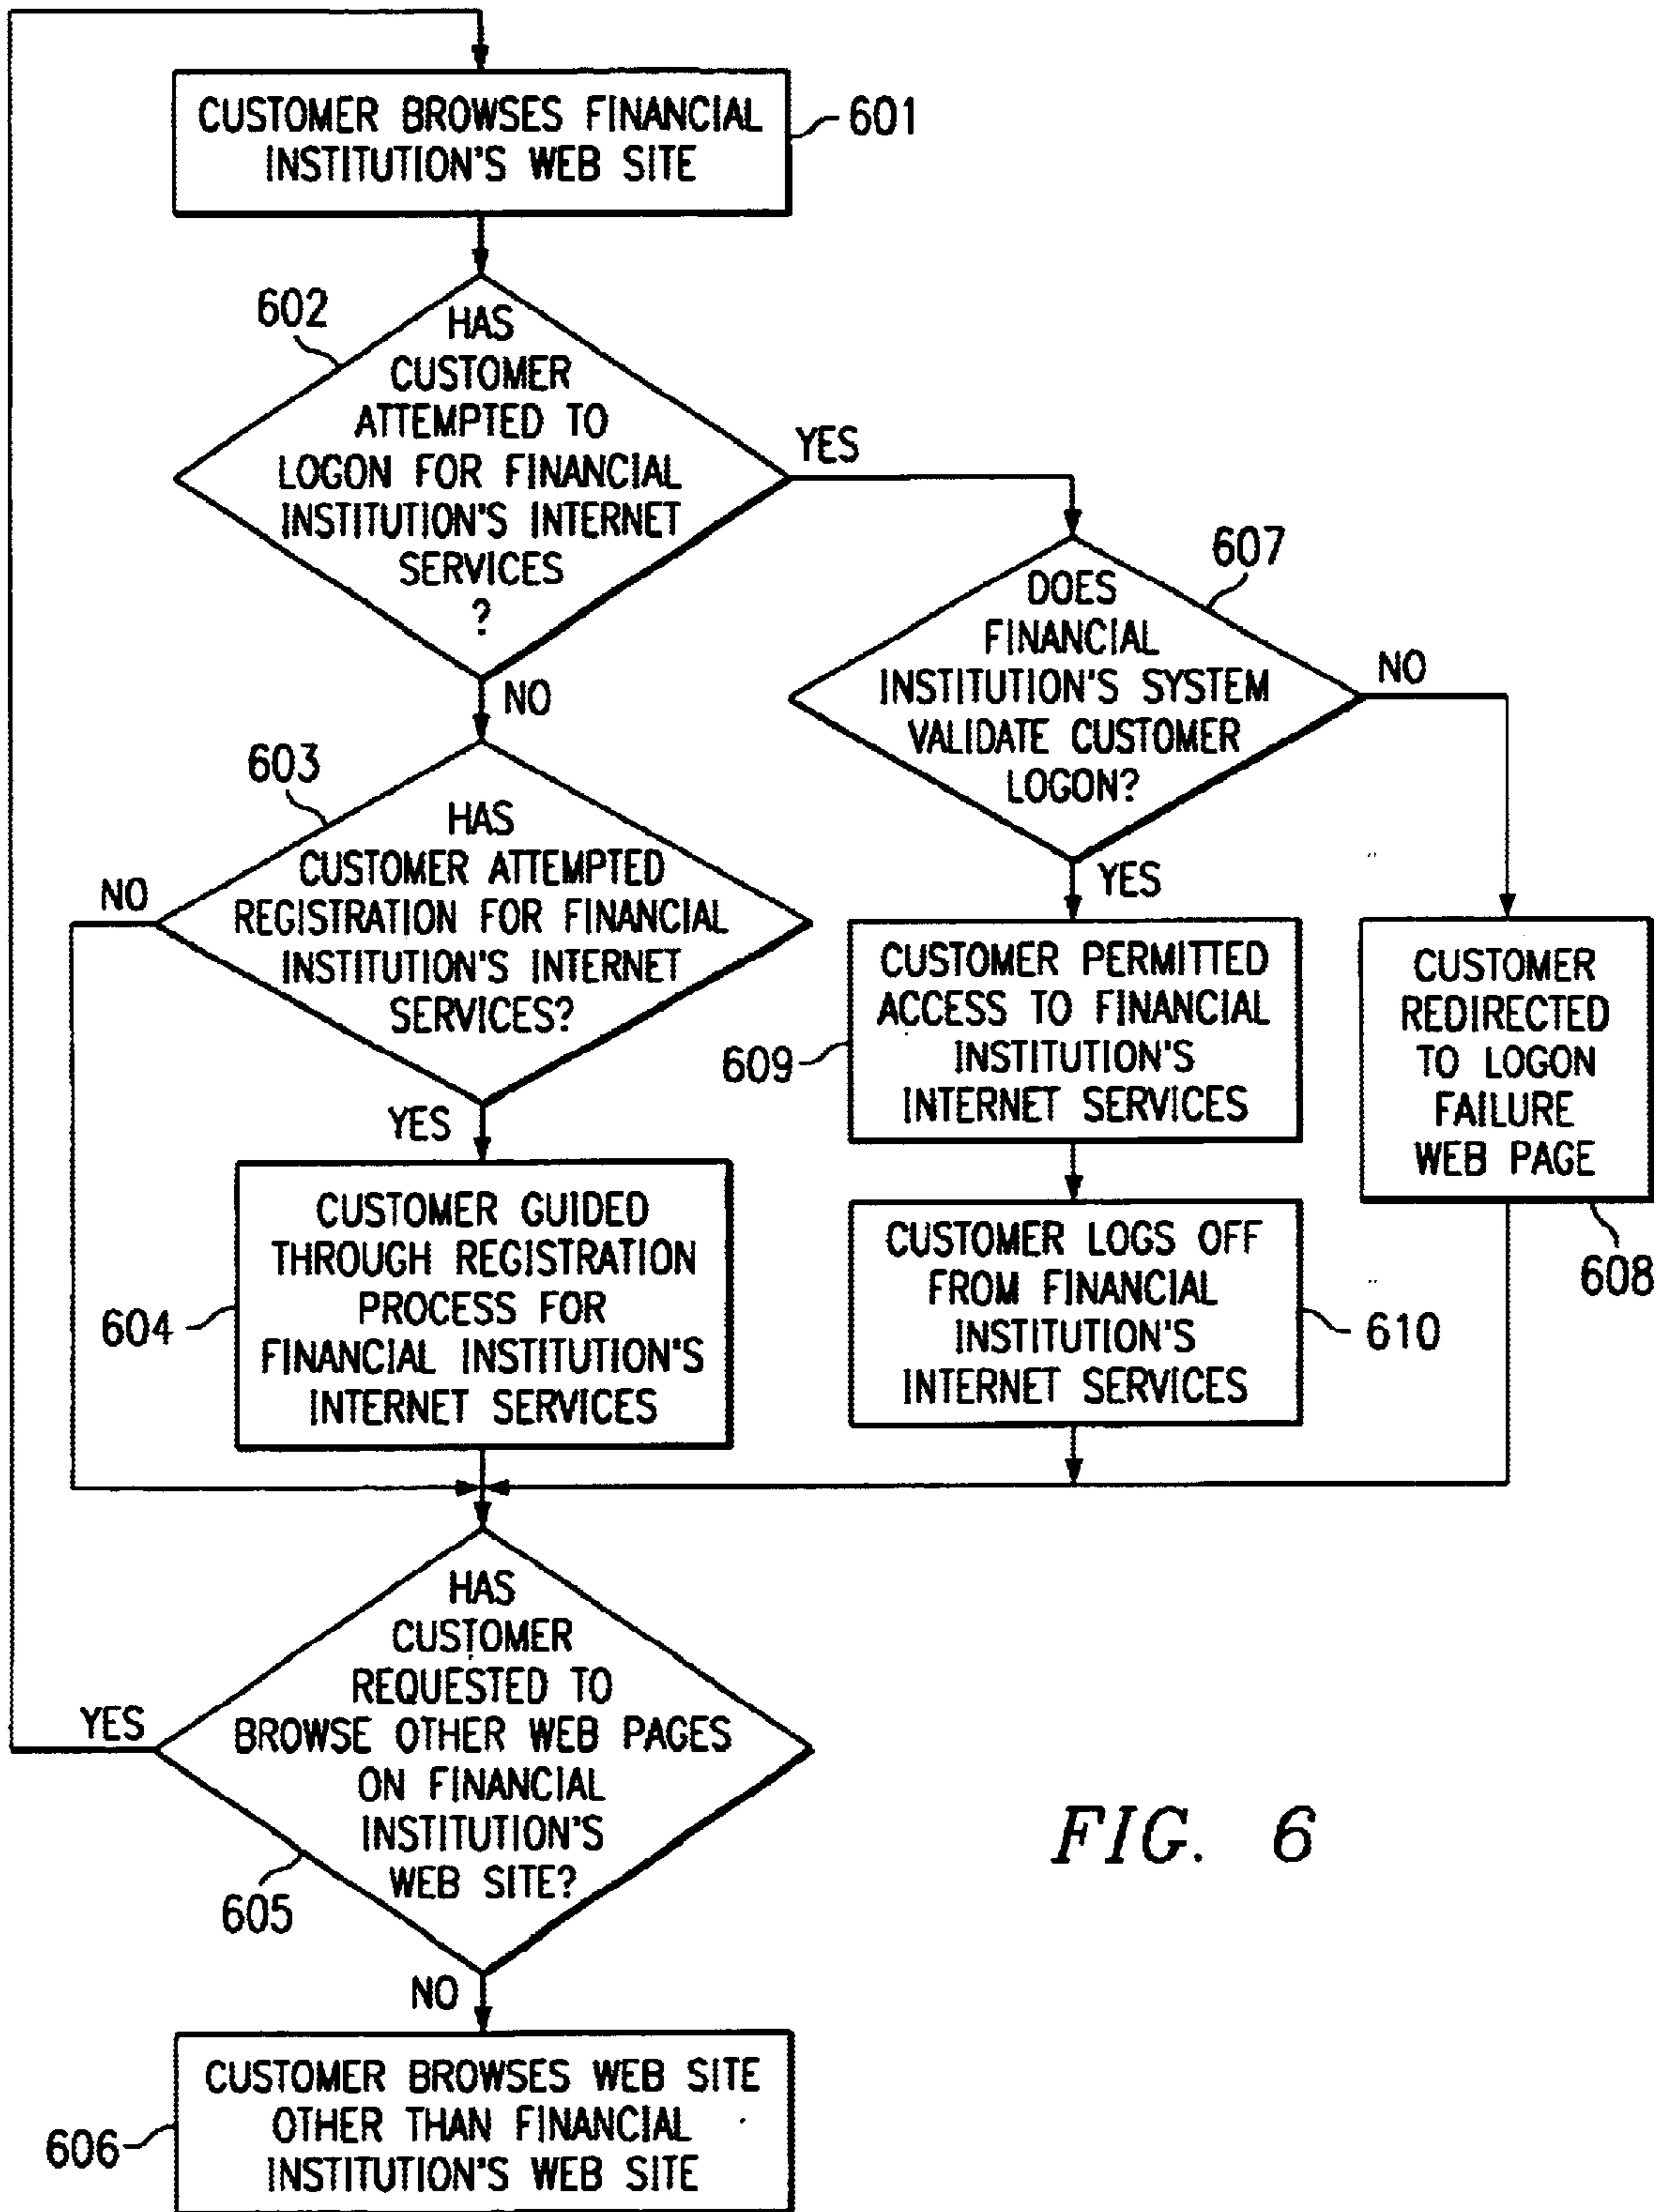 CUSTOMER BROWSES FINANCIAL
INSTITUTION'S WEB SITE
601
602
HAS
CUSTOMER
ATTEMPTED TO
LOGON FOR FINANCIAL
INSTITUTION'S INTERNET
SERVICES
?
YES
NO
607
DOES
FINANCIAL
INSTITUTION'S SYSTEM
VALIDATE CUSTOMER
LOGON?
NO
YES
603
HAS
CUSTOMER ATTEMPTED
REGISTRATION FOR FINANCIAL
INSTITUTION'S INTERNET
SERVICES?
NO
YES
CUSTOMER PERMITTED
ACCESS TO FINANCIAL
INSTITUTION'S
INTERNET SERVICES
609
CUSTOMER
REDIRECTED
TO LOGON
FAILURE
WEB PAGE
608
CUSTOMER GUIDED
THROUGH REGISTRATION
PROCESS FOR
FINANCIAL INSTITUTION'S
INTERNET SERVICES
604
CUSTOMER LOGS OFF
FROM FINANCIAL
INSTITUTION'S
INTERNET SERVICES
610
HAS
CUSTOMER
REQUESTED TO
BROWSE OTHER WEB PAGES
ON FINANCIAL
INSTITUTION'S
WEB SITE?
YES
605
NO
CUSTOMER BROWSES WEB SITE
OTHER THAN FINANCIAL
INSTITUTION'S WEB SITE
606
FIG. 6